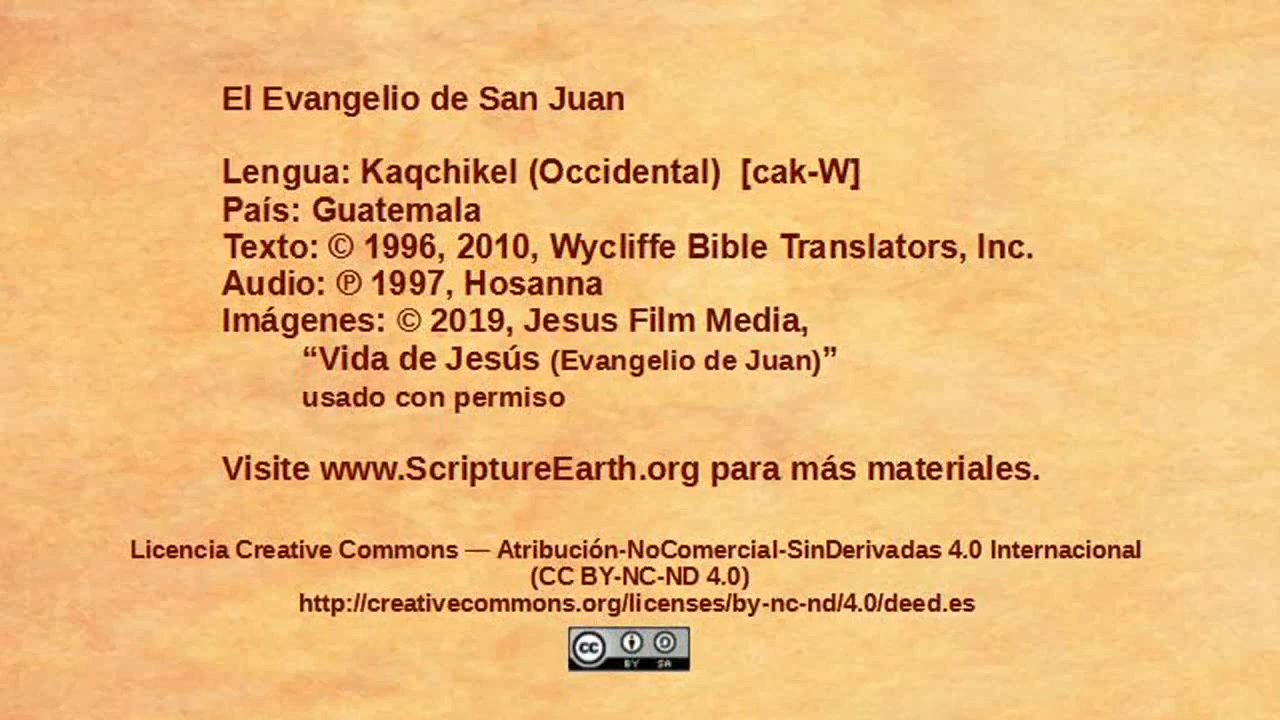 El Evangelio de San Juan
Lengua: Kaqchikel (Occidental) [cak-W]
País: Guatemala
Texto: © 1996, 2010, Wycliffe Bible Translators, Inc.
Audio: ℗ 1997, Hosanna
Imágenes: © 2019, Jesus Film Media,
“Vida de Jesús (Evangelio de Juan)”
usado con permiso
Visite www.ScriptureEarth.org para más materiales.
Licencia Creative Commons — Atribución-NoComercial-SinDerivadas 4.0 Internacional
(CC BY-NC-ND 4.0)
http://creativecommons.org/licenses/by-nc-nd/4.0/deed.es
cc BY SA